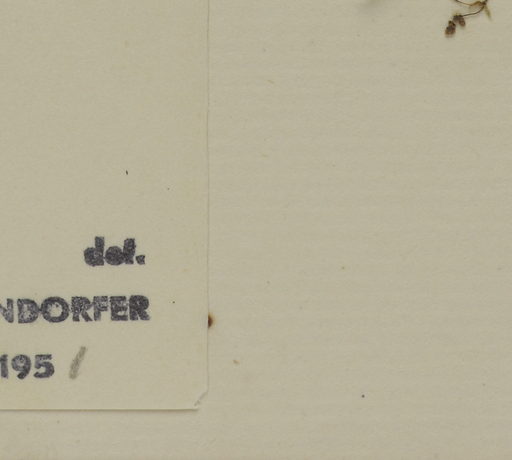 det.
NDORFER
195 /